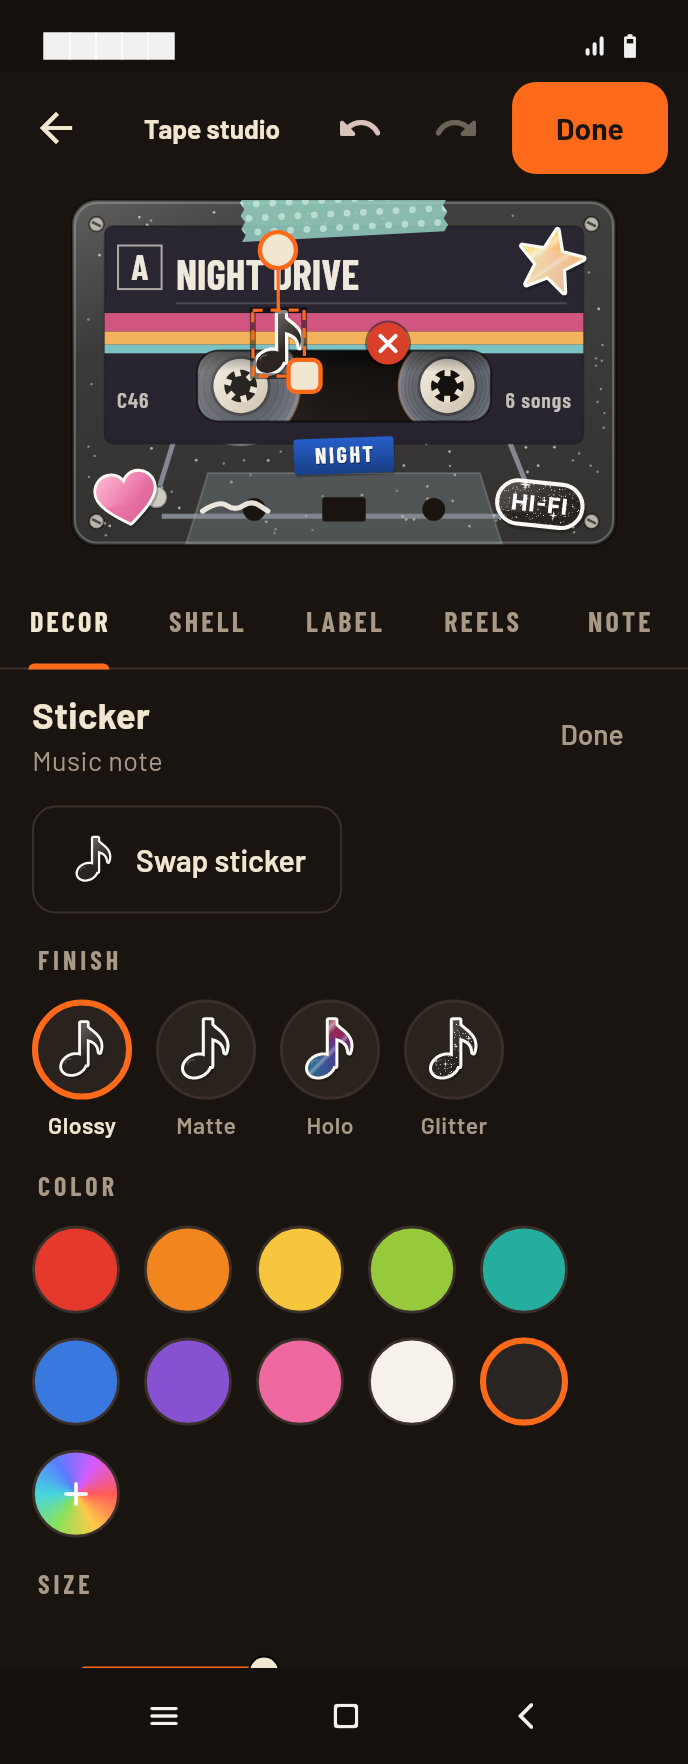 Tape studio
Done
A
NIGHT DRIVE
C46
6 songs
NIGHT
HI-FI
DECOR
SHELL
LABEL
REELS
NOTE
Sticker
Done
Music note
Swap sticker
FINISH
Glossy
Matte
Holo
Glitter
COLOR
SIZE